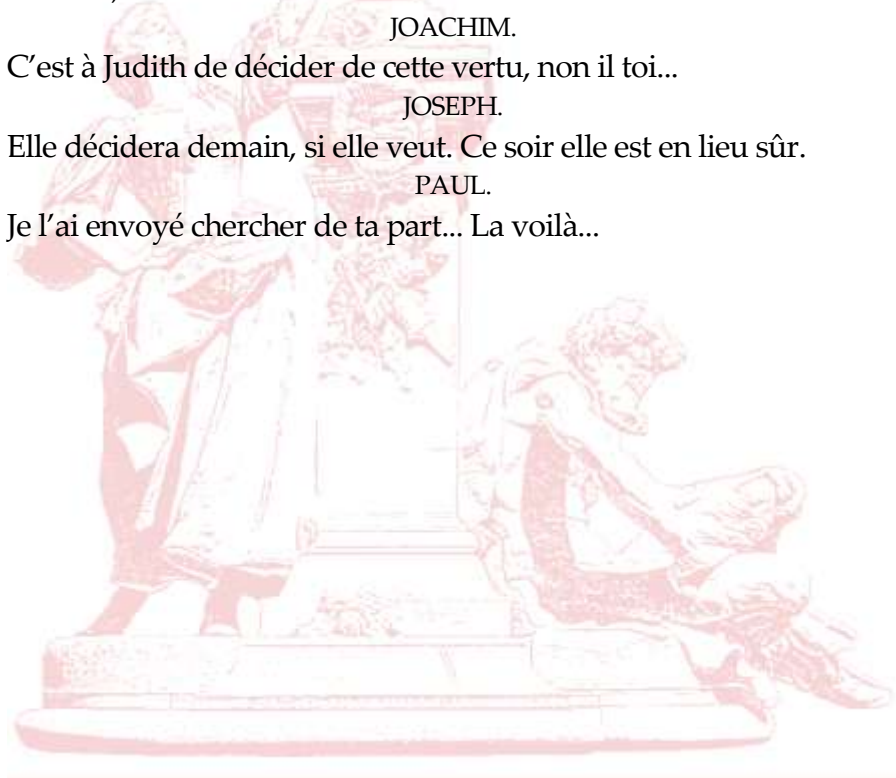 JOACHIM.
C'est à Judith de décider de cette vertu, non il toi...
JOSEPH.
Elle décidera demain, si elle veut. Ce soir elle est en lieu sûr.
PAUL.
Je l'ai envoyé chercher de ta part... La voilà...